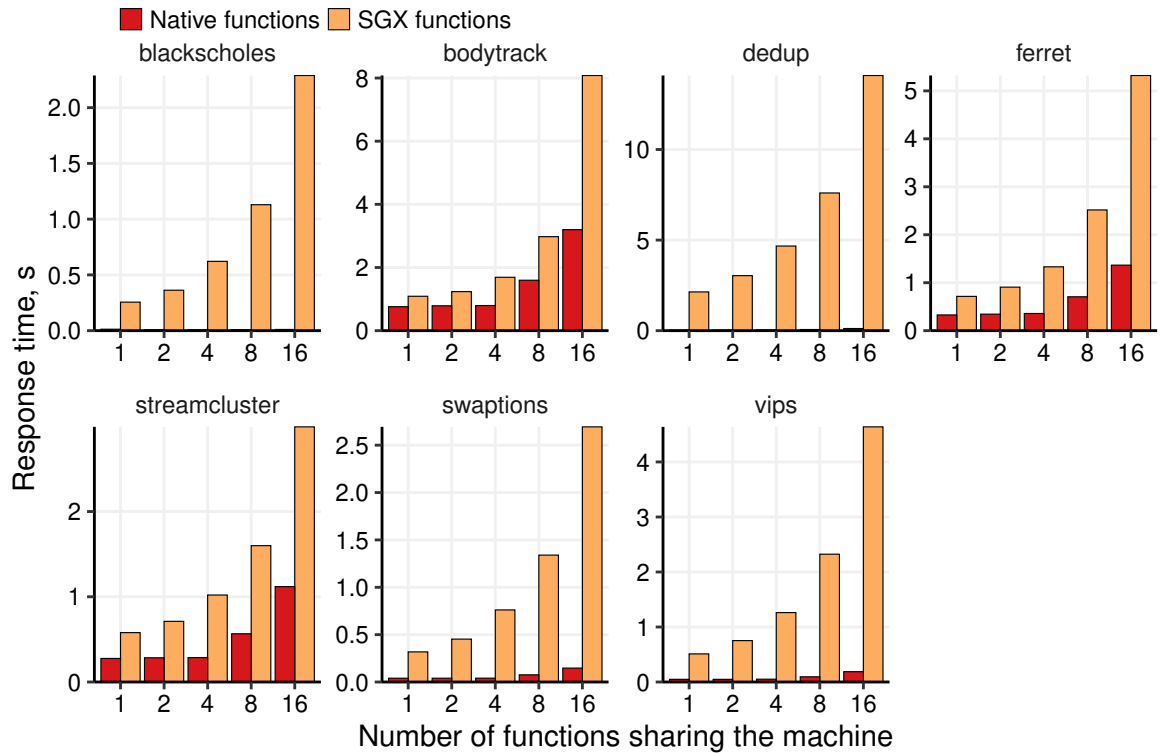 Native functions SGX functions
blackscholes bodytrack dedup ferret
2.0 8 10 5
1.5 6 5 4
1.0 4 0 3
0.5 2 2
0.0 0 1
0
1 2 4 8 16 1 2 4 8 16 1 2 4 8 16 1 2 4 8 16
Response time, s
streamcluster swaptions vips
2 2.5 4
1 2.0 3
0 1.5 2
1.0 1
0.5 0
0.0
1 2 4 8 16 1 2 4 8 16 1 2 4 8 16
Number of functions sharing the machine